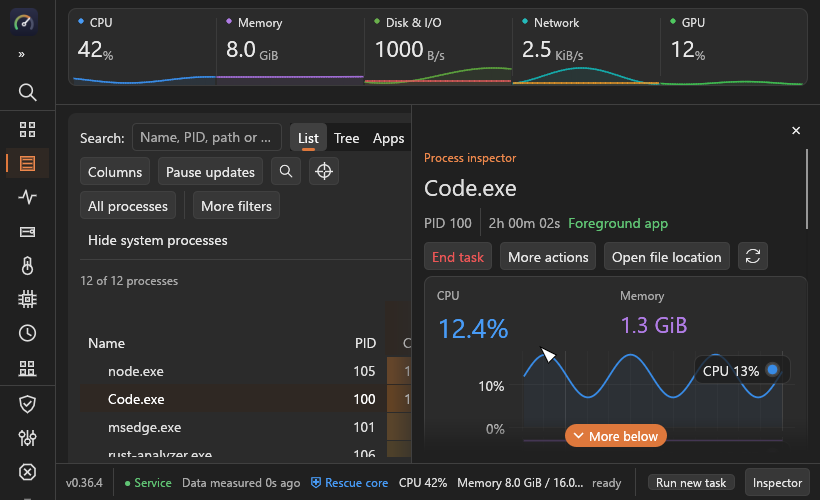 CPU
Memory
Disk & I/O
Network
GPU
42%
8.0 GiB
1000 B/s
2.5 KiB/s
12%
»
Search:
Name, PID, path or ...
List
Tree
Apps
Columns
Pause updates
All processes
More filters
Hide system processes
12 of 12 processes
Name
PID
C
node.exe
105
1
Code.exe
100
1
msedge.exe
101
rust-analyzer.exe
106
Process inspector
Code.exe
PID 100
2h 00m 02s
Foreground app
End task
More actions
Open file location
CPU
Memory
12.4%
1.3 GiB
CPU 13%
10%
0%
More below
v0.36.4
Service
Data measured 0s ago
Rescue core
CPU 42%
Memory 8.0 GiB / 16.0...
ready
Run new task
Inspector